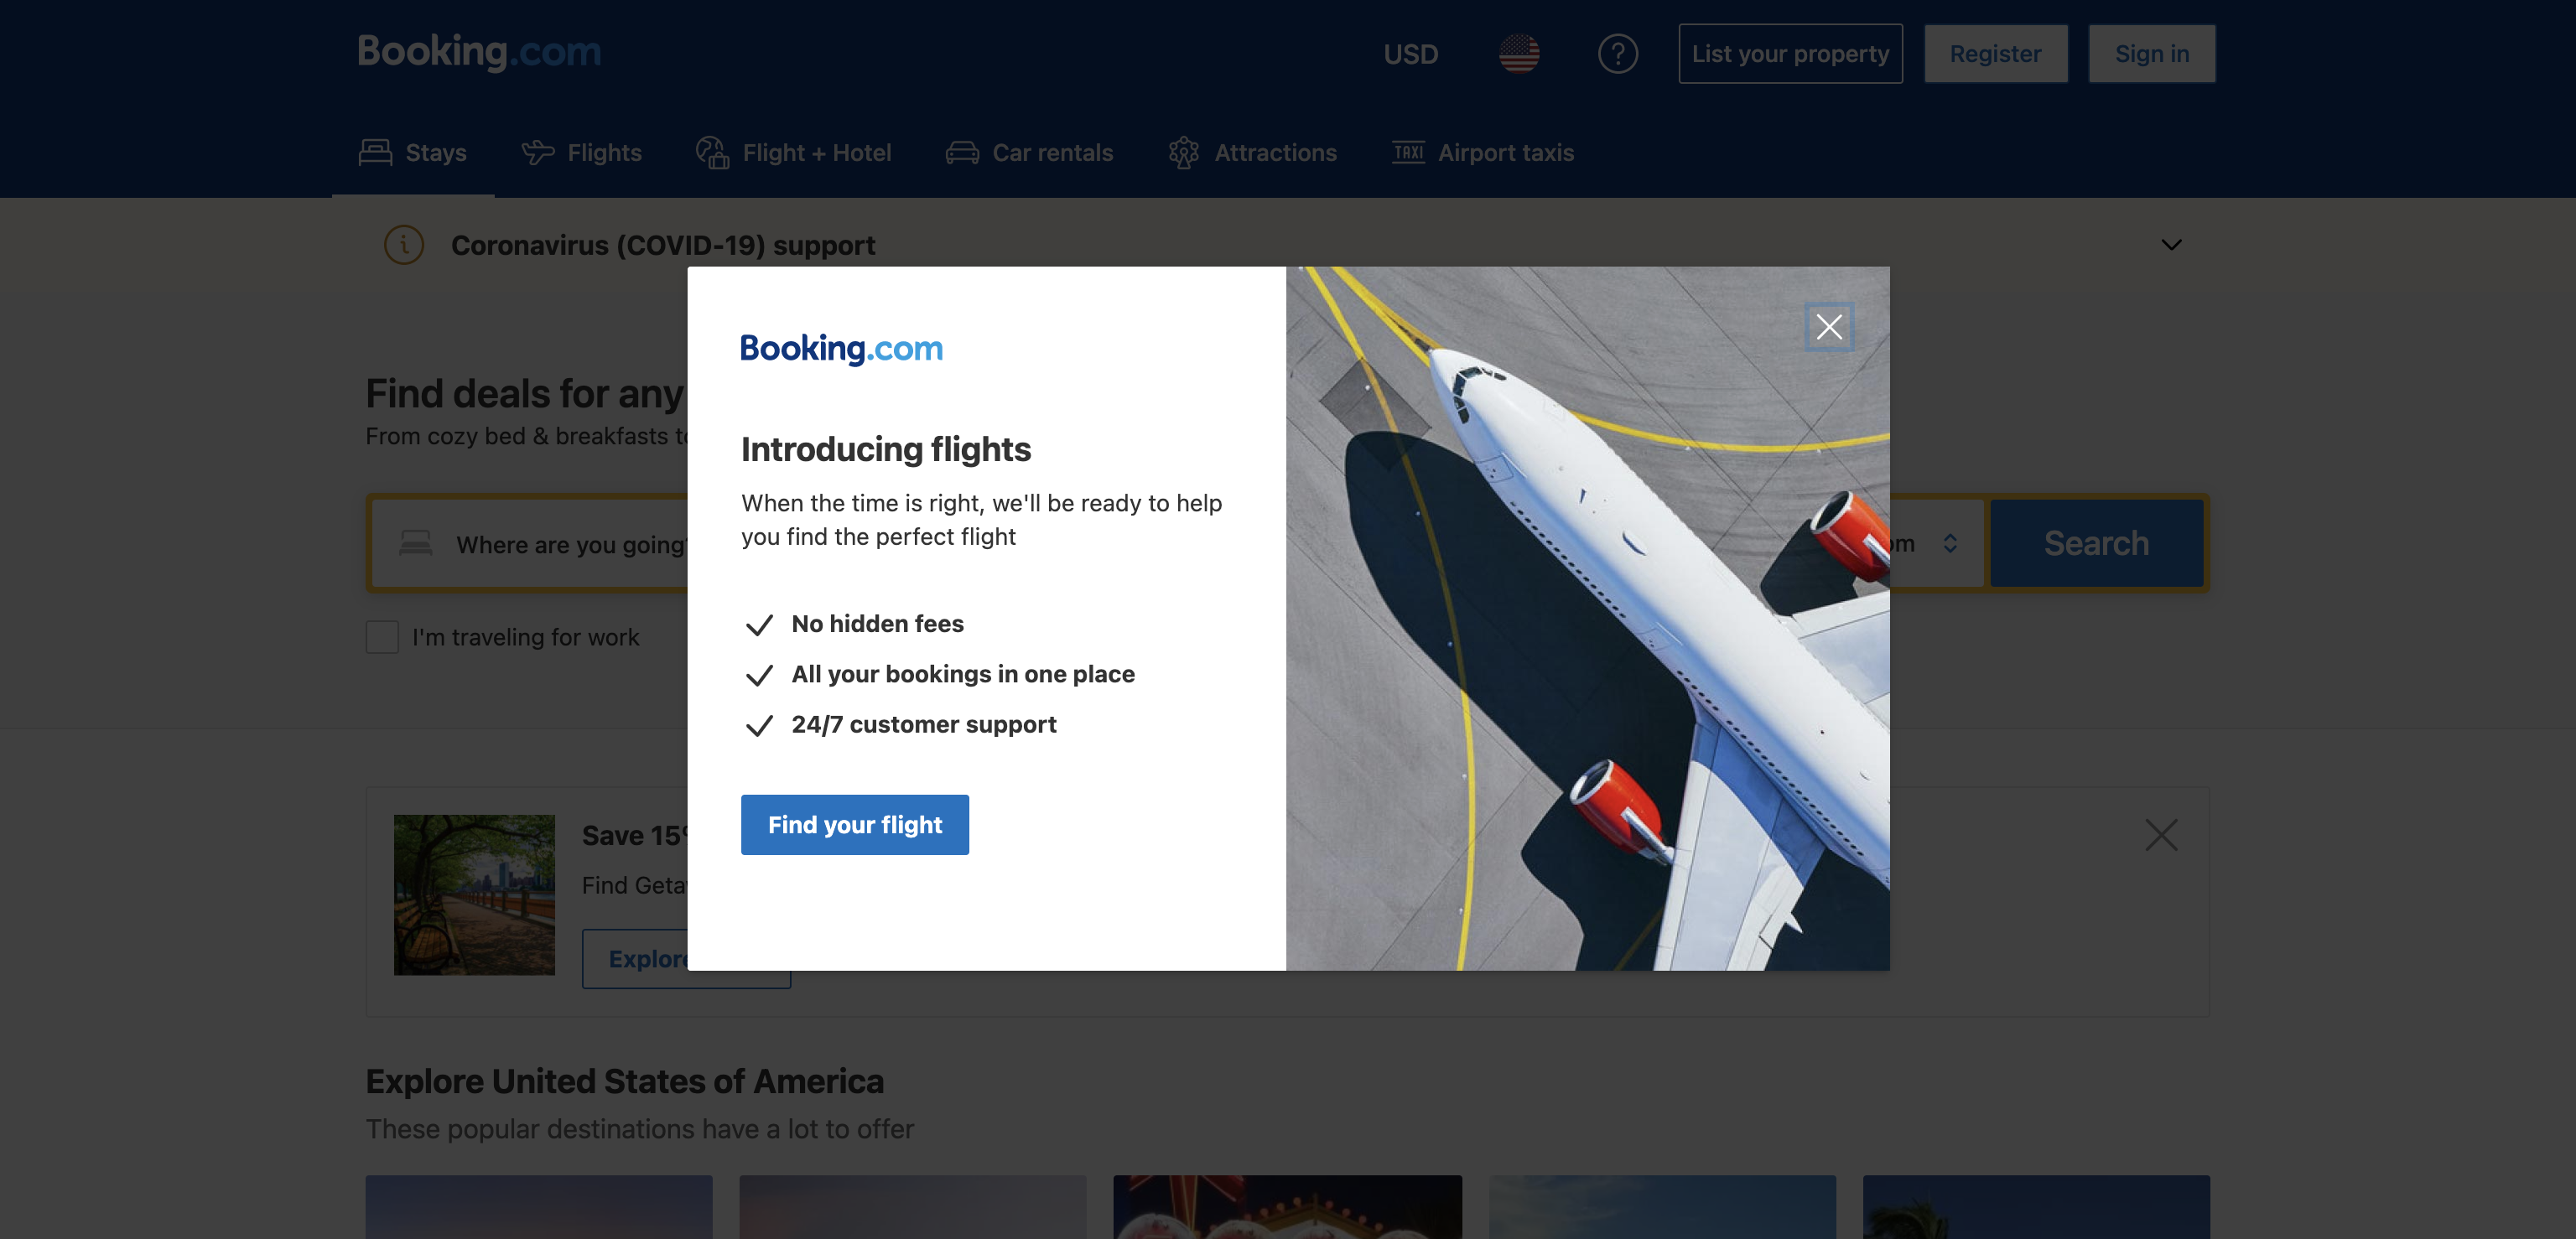 Booking.com
USD
List your property
Register
Sign in
Stays
Flights
Flight + Hotel
Car rentals
Attractions
TAXI
Airport taxis
Coronavirus (COVID-19) support
Find deals for any
From cozy bed & breakfasts
Where are you going?
Search
I'm traveling for work
Booking.com
Introducing flights
When the time is right, we'll be ready to help
you find the perfect flight
No hidden fees
All your bookings in one place
24/7 customer support
Find your flight
Save 15
Find
Explore
Explore United States of America
These popular destinations have a lot to offer